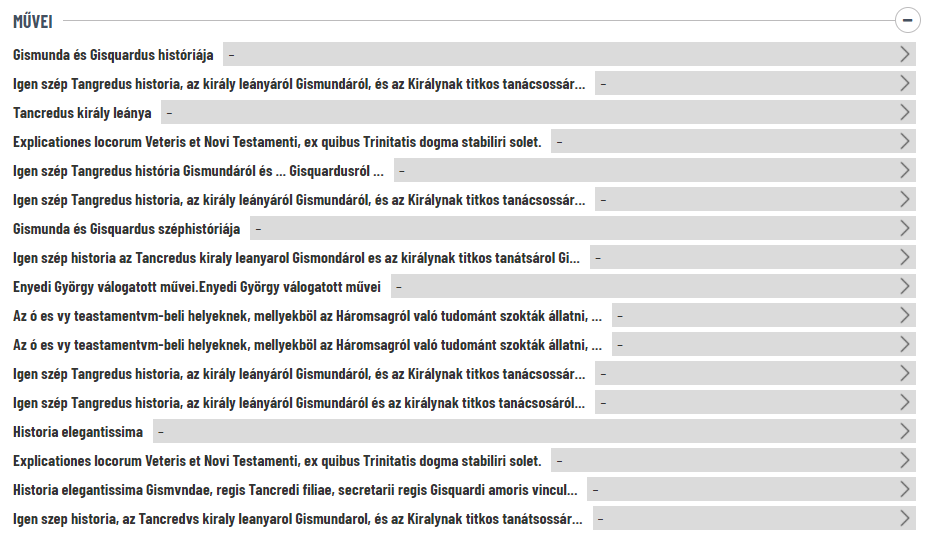 MŰVEI
Gismunda és Gisquardus históriája –
Igen szép Tangredus historia, az király leányáról Gismundáról, és az Királynak titkos tanácsossár... –
Tancredus király leánya –
Explicationes locorum Veteris et Novi Testamenti, ex quibus Trinitatis dogma stabiliri solet. –
Igen szép Tangredus história Gismundáról és ... Gisquardusról ... –
Igen szép Tangredus historia, az király leányáról Gismundáról, és az Királynak titkos tanácsossár... –
Gismunda és Gisquardus széphistóriája –
Igen szép historia az Tancredus kiraly leanyarol Gismondárol es az királynak titkos tanátsárol Gi... –
Enyedi György válogatott művei.Enyedi György válogatott művei –
Az ó es vy teastamentvm-beli helyeknek, mellyekböl az Háromsagról való tudománt szokták állatni, ... –
Az ó es vy teastamentvm-beli helyeknek, mellyekböl az Háromsagról való tudománt szokták állatni, ... –
Igen szép Tangredus historia, az király leányáról Gismundáról, és az Királynak titkos tanácsossár... –
Igen szép Tangredus historia, az király leányáról Gismundáról és az királynak titkos tanácsosáról... –
Historia elegantissima –
Explicationes locorum Veteris et Novi Testamenti, ex quibus Trinitatis dogma stabiliri solet. –
Historia elegantissima Gismvndae, regis Tancredi filiae, secretarii regis Gisquardi amoris vincul... –
Igen szep historia, az Tancredvs kiraly leanyarol Gismundarol, és az Kiralynak titkos tanátsossár... –